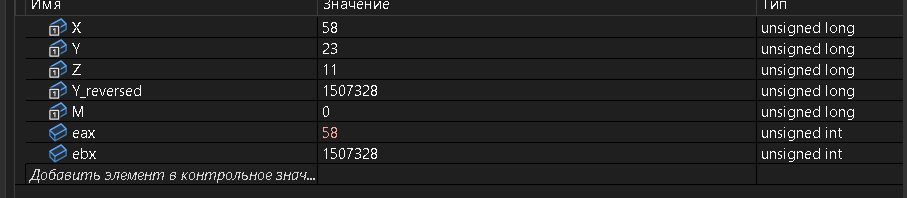 Имя Значение Тип
X 58 unsigned long
Y 23 unsigned long
Z 11 unsigned long
Y_reversed 1507328 unsigned long
M 0 unsigned long
eax 58 unsigned int
ebx 1507328 unsigned int
Добавить элемент в контрольное знач...